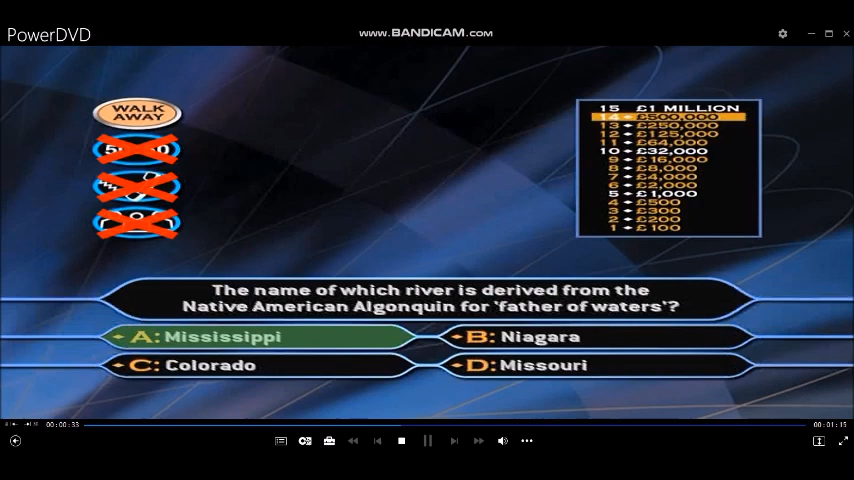 PowerDVD
www.BANDICAM.com
WALK
AWAY
15 £1 MILLION
14 £500,000
13 £250,000
12 £125,000
11 £64,000
10 £32,000
9 £16,000
8 £8,000
7 £4,000
6 £2,000
5 £1,000
4 £500
3 £300
2 £200
1 £100
The name of which river is derived from the
Native American Algonquin for 'father of waters'?
A: Mississippi
B: Niagara
C: Colorado
D: Missouri
00:00:33
00:01:15